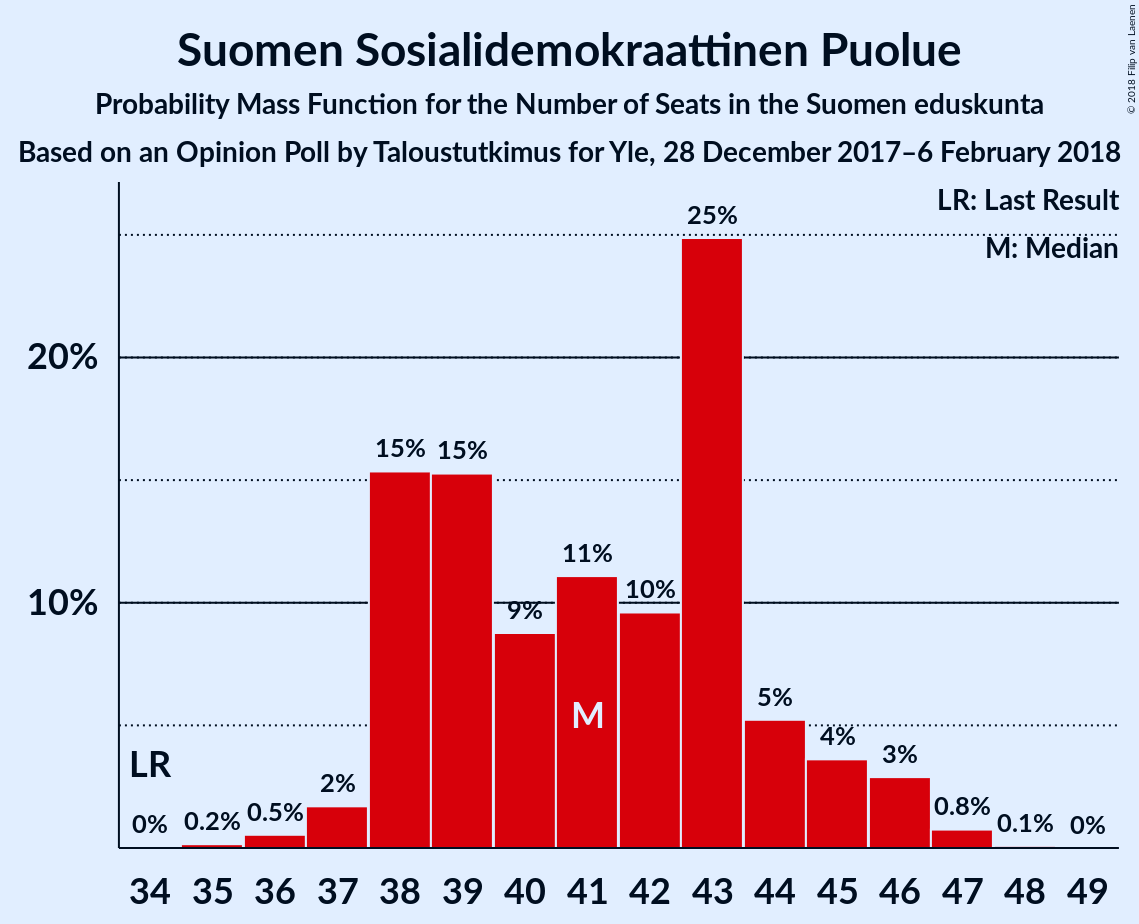 Suomen Sosialidemokraattinen Puolue
Probability Mass Function for the Number of Seats in the Suomen eduskunta
Based on an Opinion Poll by Taloustutkimus for Yle, 28 December 2017–6 February 2018
© 2018 Filip van Laenen
LR: Last Result
M: Median
20%
10%
0% 0.2% 0.5% 2% 15% 15% 9% 11% 10% 25% 5% 4% 3% 0.8% 0.1% 0%
LR
M
34 35 36 37 38 39 40 41 42 43 44 45 46 47 48 49